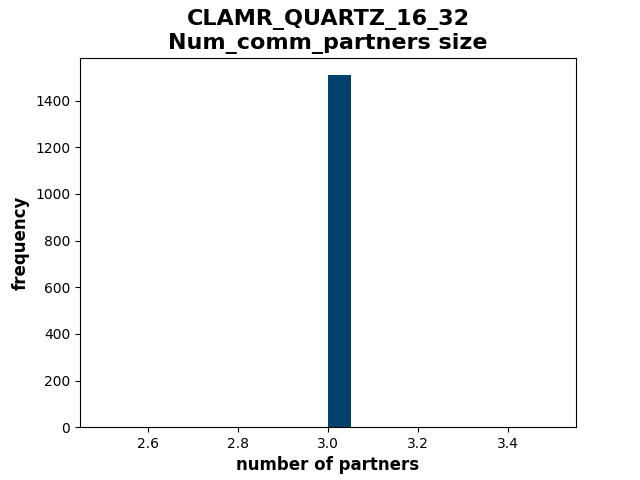 CLAMR_QUARTZ_16_32
Num_comm_partners size
1400
1200
1000
800
600
400
200
0
frequency
2.6 2.8 3.0 3.2 3.4
number of partners